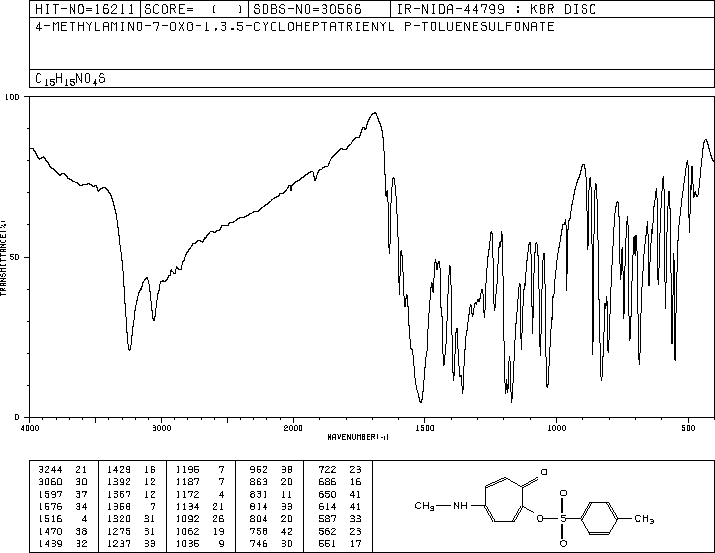 HIT-NO=16211 SCORE= ( ) SDBS-NO=30566 IR-NIDA-44799 : KBR DISC
4-METHYLAMINO-7-OXO-1,3,5-CYCLOHEPTATRIENYL P-TOLUENESULFONATE
C15H15NO4S
100
TRANSMITTANCE(%)
50
0
4000 3000 2000 1500 1000 500
WAVENUMBER(-1)
3244 21 1429 16 1195 7 962 38 722 23
3060 30 1392 12 1187 7 863 20 686 16
1597 37 1367 12 1172 4 831 11 650 41
1576 34 1358 7 1134 21 814 33 614 41
1516 4 1320 31 1092 26 804 20 587 33
1470 38 1275 31 1062 19 758 42 562 23
1439 32 1237 33 1035 9 746 30 551 17
O
CH3 NH
O
O S CH3
O